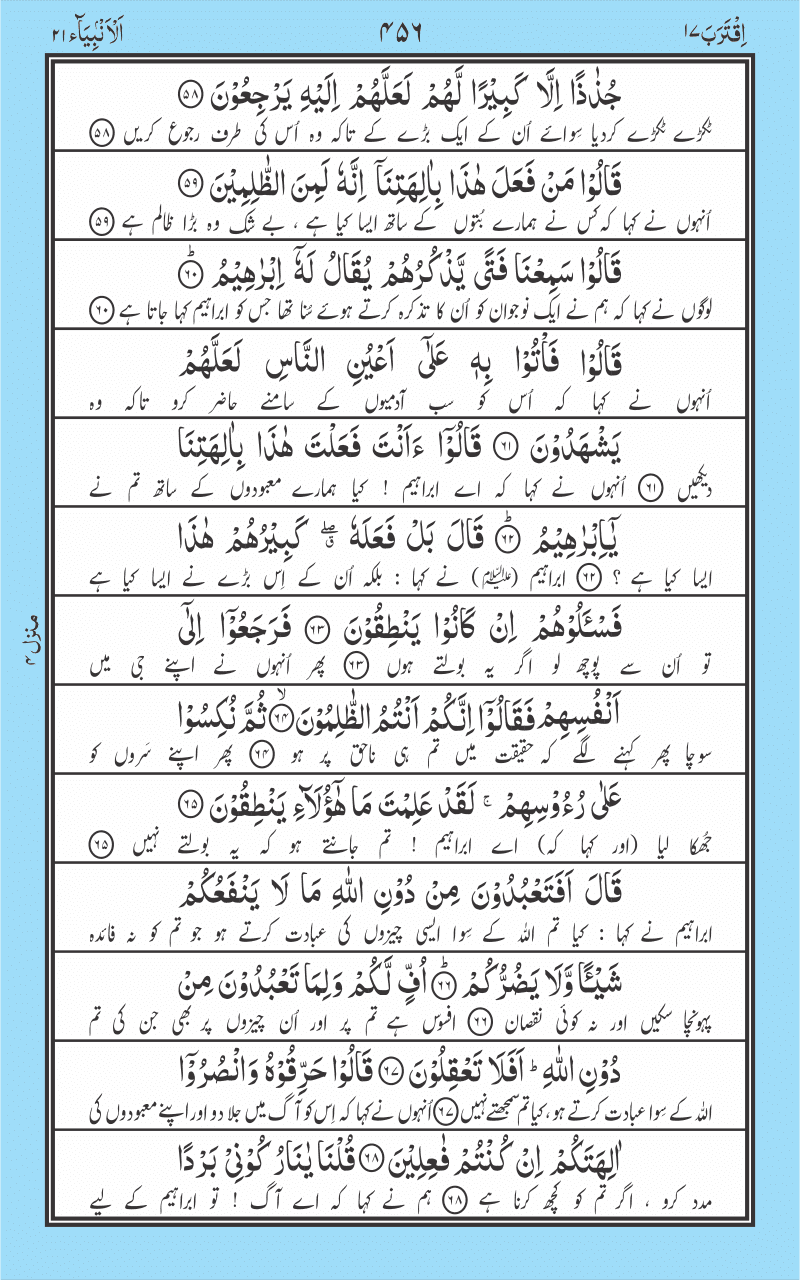 اِقْتَرَبَ ١٧
٤٥٦
اَلْاَنْۢبِیَآء ٢١
جُذٰذًا اِلَّا كَبِیْرًا لَّهُمْ لَعَلَّهُمْ اِلَیْهِ یَرْجِعُوْنَ ﴿۵۸﴾
ٹکڑے ٹکڑے کردیا سِوائے اُن کے ایک بڑے کے تاکہ وہ اُس کی طرف رجوع کریں ﴿۵۸﴾
قَالُوْا مَنْ فَعَلَ هٰذَا بِاٰلِهَتِنَاۤ اِنَّهٗ لَمِنَ الظّٰلِمِیْنَ ﴿۵۹﴾
اُنہوں نے کہا کہ کس نے ہمارے بُتوں کے ساتھ ایسا کیا ہے ، بے شک وہ بڑا ظالم ہے ﴿۵۹﴾
قَالُوْا سَمِعْنَا فَتًی یَّذْكُرُهُمْ یُقَالُ لَهٗۤ اِبْرٰهِیْمُ ﴿۶۰﴾ؕ
لوگوں نے کہا کہ ہم نے ایک نوجوان کو اُن کا تذکرہ کرتے ہوئے سُنا تھا جس کو ابراہیم کہا جاتا ہے ﴿۶۰﴾
قَالُوْا فَاْتُوْا بِهٖ عَلٰۤی اَعْیُنِ النَّاسِ لَعَلَّهُمْ
اُنہوں نے کہا کہ اُس کو سب آدمیوں کے سامنے حاضر کرو تاکہ وہ
یَشْهَدُوْنَ ﴿۶۱﴾ قَالُوْۤا ءَاَنْتَ فَعَلْتَ هٰذَا بِاٰلِهَتِنَا
دیکھیں ﴿۶۱﴾ اُنہوں نے کہا کہ اے ابراہیم ! کیا ہمارے معبودوں کے ساتھ تم نے
یٰۤاِبْرٰهِیْمُ ﴿۶۲﴾ؕ قَالَ بَلْ فَعَلَهٗ ۖۗ كَبِیْرُهُمْ هٰذَا
ایسا کیا ہے ؟ ﴿۶۲﴾ ابراہیم (علیہ السلام) نے کہا : بلکہ اُن کے اِس بڑے نے ایسا کیا ہے
فَسْـَٔلُوْهُمْ اِنْ كَانُوْا یَنْطِقُوْنَ ﴿۶۳﴾ فَرَجَعُوْۤا اِلٰۤی
تو اُن سے پوچھ لو اگر یہ بولتے ہوں ﴿۶۳﴾ پھر اُنہوں نے اپنے جی میں
اَنْفُسِهِمْ فَقَالُوْۤا اِنَّكُمْ اَنْتُمُ الظّٰلِمُوْنَ ﴿۶۴﴾ۙ ثُمَّ نُكِسُوْا
سوچا پھر کہنے لگے کہ حقیقت میں تم ہی ناحق پر ہو ﴿۶۴﴾ پھر اپنے سَروں کو
عَلٰی رُءُوْسِهِمْ ۚ لَقَدْ عَلِمْتَ مَا هٰۤؤُلَآءِ یَنْطِقُوْنَ ﴿۶۵﴾
جُھکا لیا (اور کہا کہ) اے ابراہیم ! تم جانتے ہو کہ یہ بولتے نہیں ﴿۶۵﴾
قَالَ اَفَتَعْبُدُوْنَ مِنْ دُوْنِ اللّٰهِ مَا لَا یَنْفَعُكُمْ
ابراہیم نے کہا : کیا تم اللہ کے سِوا ایسی چیزوں کی عبادت کرتے ہو جو تم کو نہ فائدہ
شَیْـًٔا وَّلَا یَضُرُّكُمْ ﴿۶۶﴾ؕ اُفٍّ لَّكُمْ وَلِمَا تَعْبُدُوْنَ مِنْ
پہونچا سکیں اور نہ کوئی نقصان ﴿۶۶﴾ افسوس ہے تم پر اور اُن چیزوں پر بھی جن کی تم
دُوْنِ اللّٰهِ ؕ اَفَلَا تَعْقِلُوْنَ ﴿۶۷﴾ قَالُوْا حَرِّقُوْهُ وَانْصُرُوْۤا
اللہ کے سِوا عبادت کرتے ہو ، کیا تم سمجھتے نہیں ﴿۶۷﴾ اُنہوں نے کہا کہ اِس کو آگ میں جلا دو اور اپنے معبودوں کی
اٰلِهَتَكُمْ اِنْ كُنْتُمْ فٰعِلِیْنَ ﴿۶۸﴾ قُلْنَا یٰنَارُ كُوْنِیْ بَرْدًا
مدد کرو ، اگر تم کو کچھ کرنا ہے ﴿۶۸﴾ ہم نے کہا کہ اے آگ ! تو ابراہیم کے لیے
منزل ٤